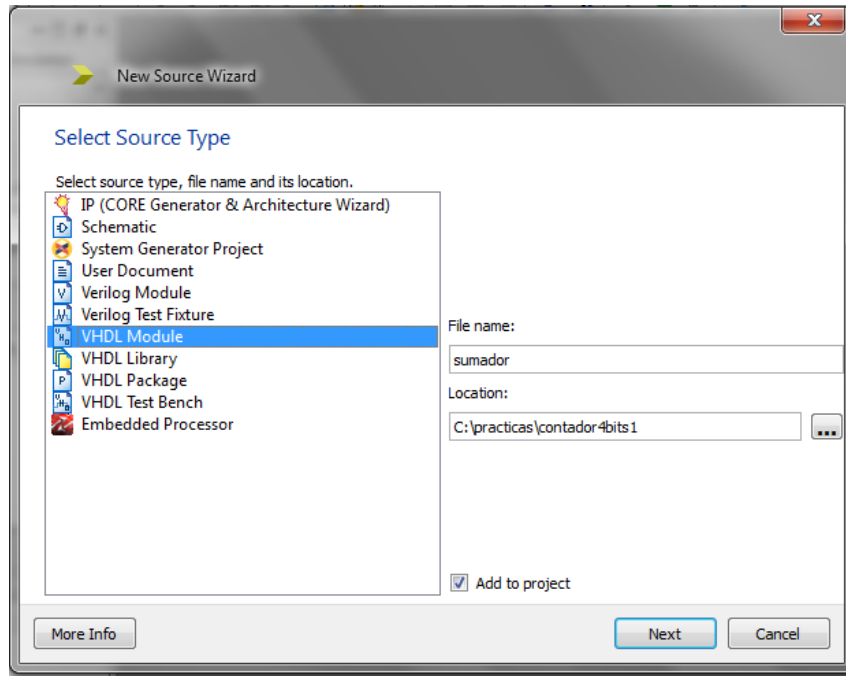 New Source Wizard
Select Source Type
Select source type, file name and its location.
IP (CORE Generator & Architecture Wizard)
Schematic
System Generator Project
User Document
Verilog Module
Verilog Test Fixture
VHDL Module
VHDL Library
VHDL Package
VHDL Test Bench
Embedded Processor
File name:
sumador
Location:
C:\practicas\contador4bits1
...
Add to project
More Info
Next
Cancel